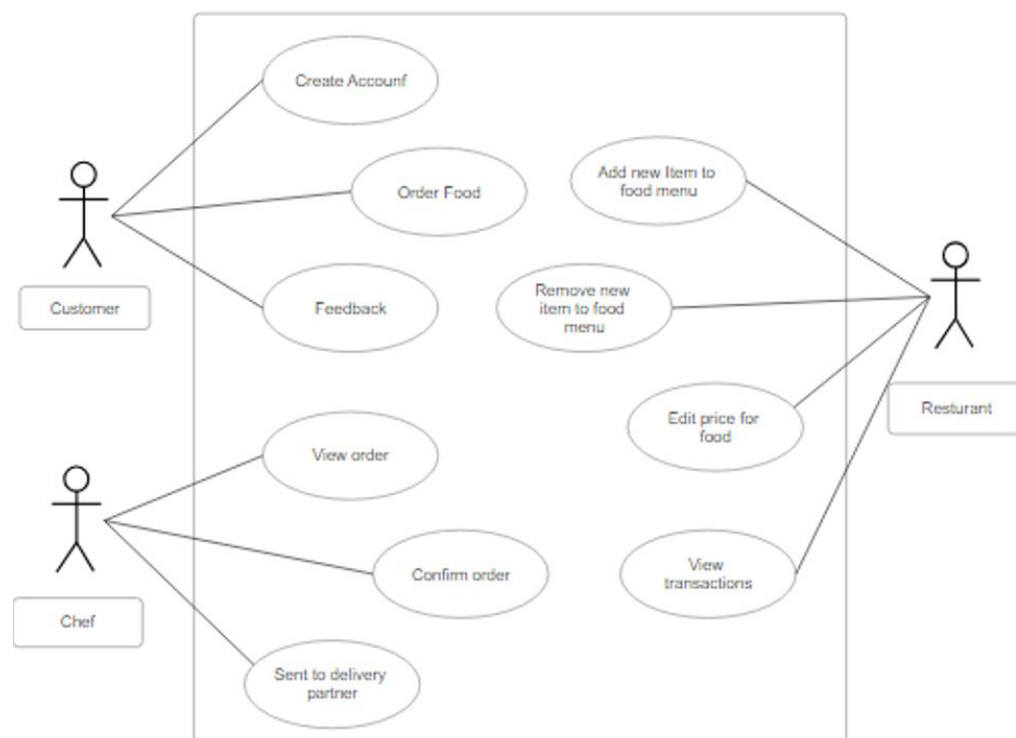 Create Accounf
Order Food
Add new Item to
food menu
Customer
Feedback
Remove new
item to food
menu
Resturant
Edit price for
food
View order
Confirm order
View
transactions
Chef
Sent to delivery
partner